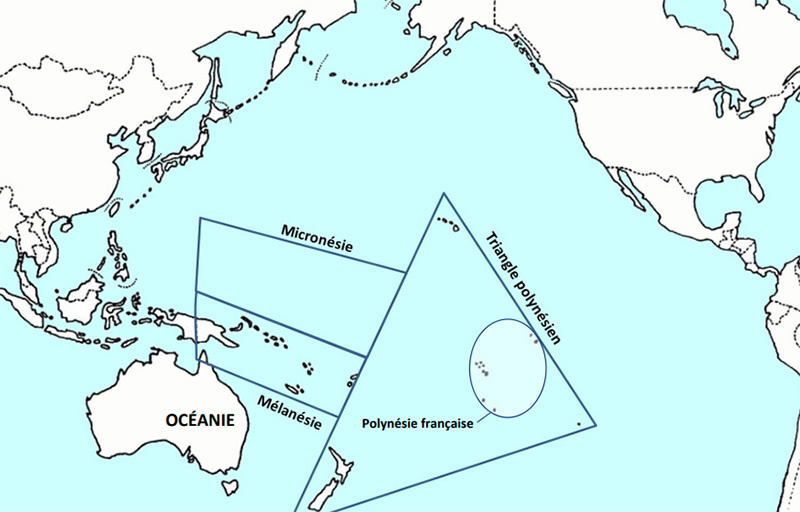 Micronésie
Triangle polynésien
Mélanésie
OCÉANIE
Polynésie française